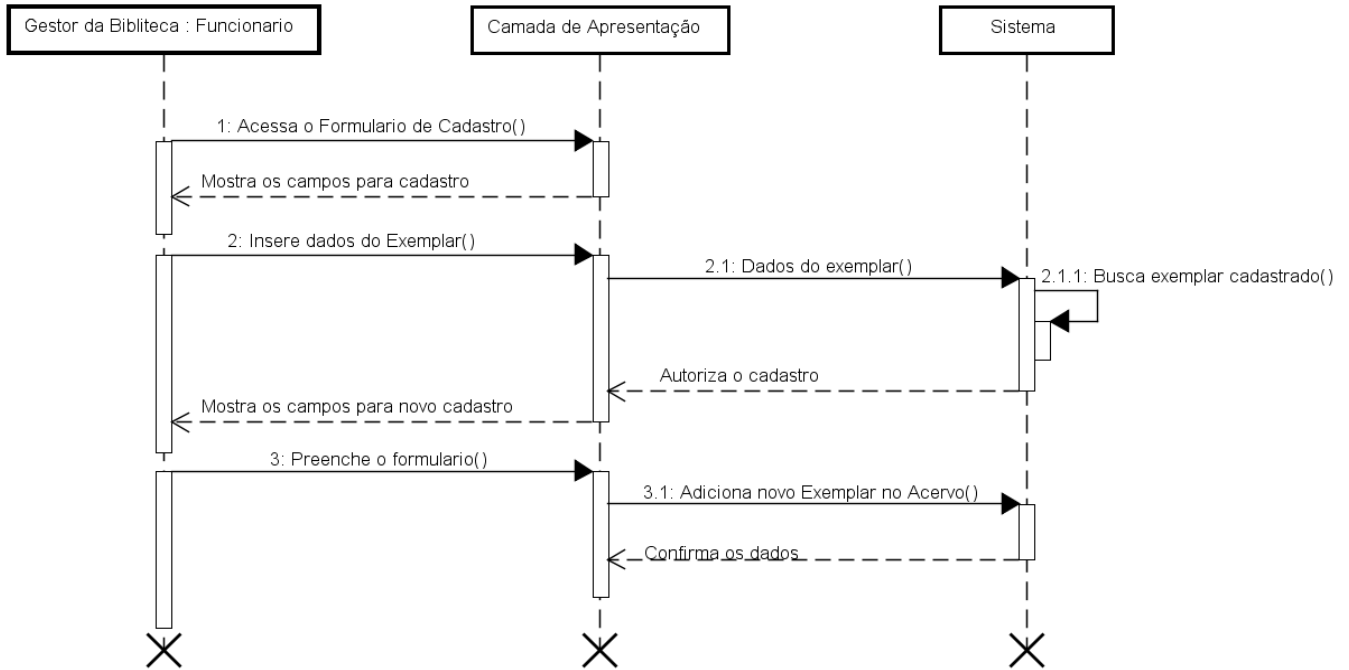 Gestor da Bibliteca : Funcionario
Camada de Apresentação
Sistema
1: Acessa o Formulario de Cadastro()
Mostra os campos para cadastro
2: Insere dados do Exemplar()
2.1: Dados do exemplar()
2.1.1: Busca exemplar cadastrado()
Autoriza o cadastro
Mostra os campos para novo cadastro
3: Preenche o formulario()
3.1: Adiciona novo Exemplar no Acervo()
Confirma os dados